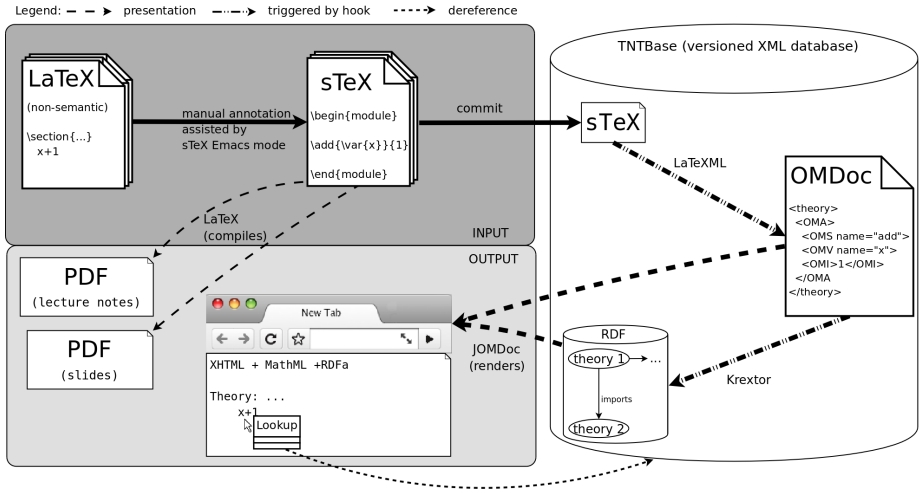 Legend: presentation triggered by hook dereference
TNTBase (versioned XML database)
LaTeX
(non-semantic)
\section{...}
x+1
manual annotation
assisted by
sTeX Emacs mode
sTeX
\begin{module}
\add{\var{x}}{1}
\end{module}
commit
sTeX
LaTeXML
OMDoc
<theory>
<OMA>
<OMS name="add">
<OMV name="x">
<OMI>1</OMI>
</OMA
</theory>
LaTeX
(compiles)
INPUT
OUTPUT
PDF
(lecture notes)
PDF
(slides)
New Tab
XHTML + MathML +RDFa
Theory: ...
x+1
Lookup
JOMDoc
(renders)
RDF
theory 1 ...
imports
theory 2
Krextor